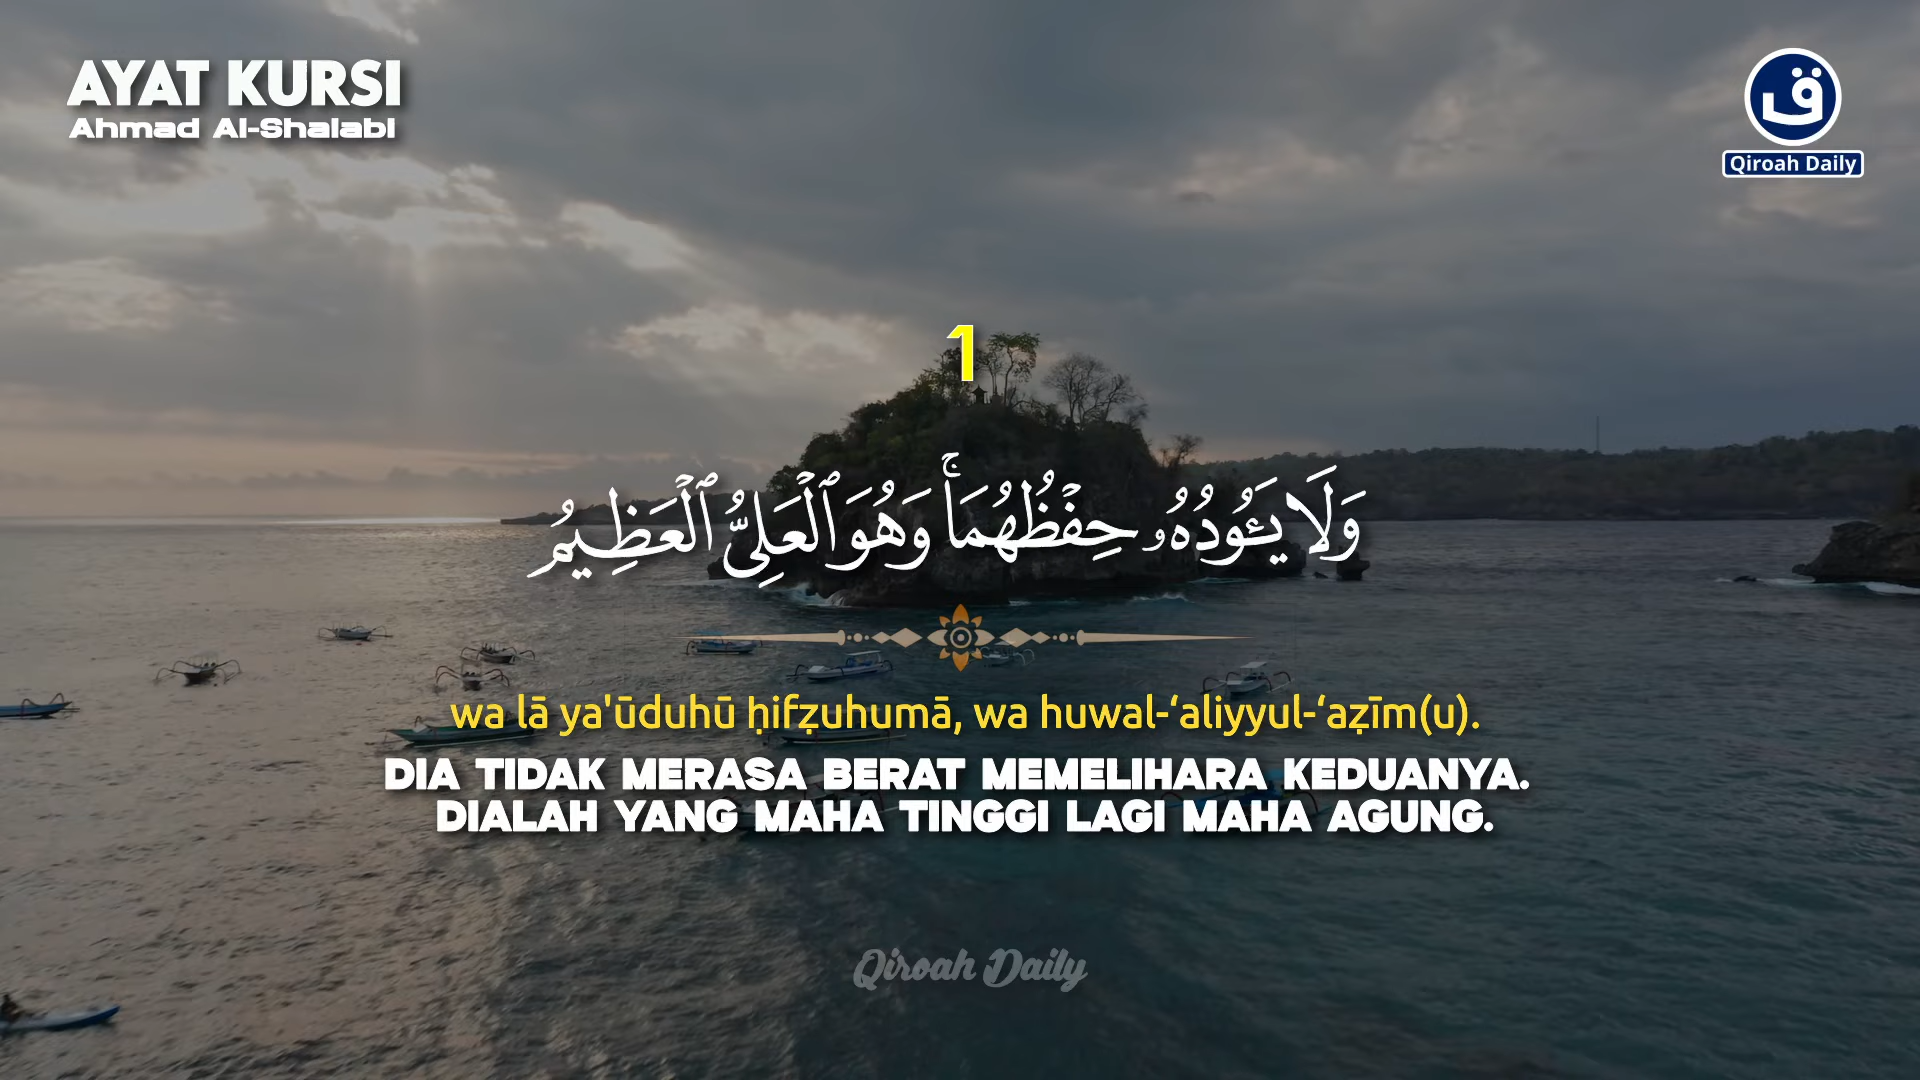 AYAT KURSI
Ahmad Al-Shalabi
ق
Qiroah Daily
1
وَلَا يَـُٔودُهُۥ حِفۡظُهُمَاۚ وَهُوَ ٱلۡعَلِىُّ ٱلۡعَظِيمُ
wa lā ya'ūduhū ḥifẓuhumā, wa huwal-‘aliyyul-‘aẓīm(u).
DIA TIDAK MERASA BERAT MEMELIHARA KEDUANYA.
DIALAH YANG MAHA TINGGI LAGI MAHA AGUNG.
Qiroah Daily